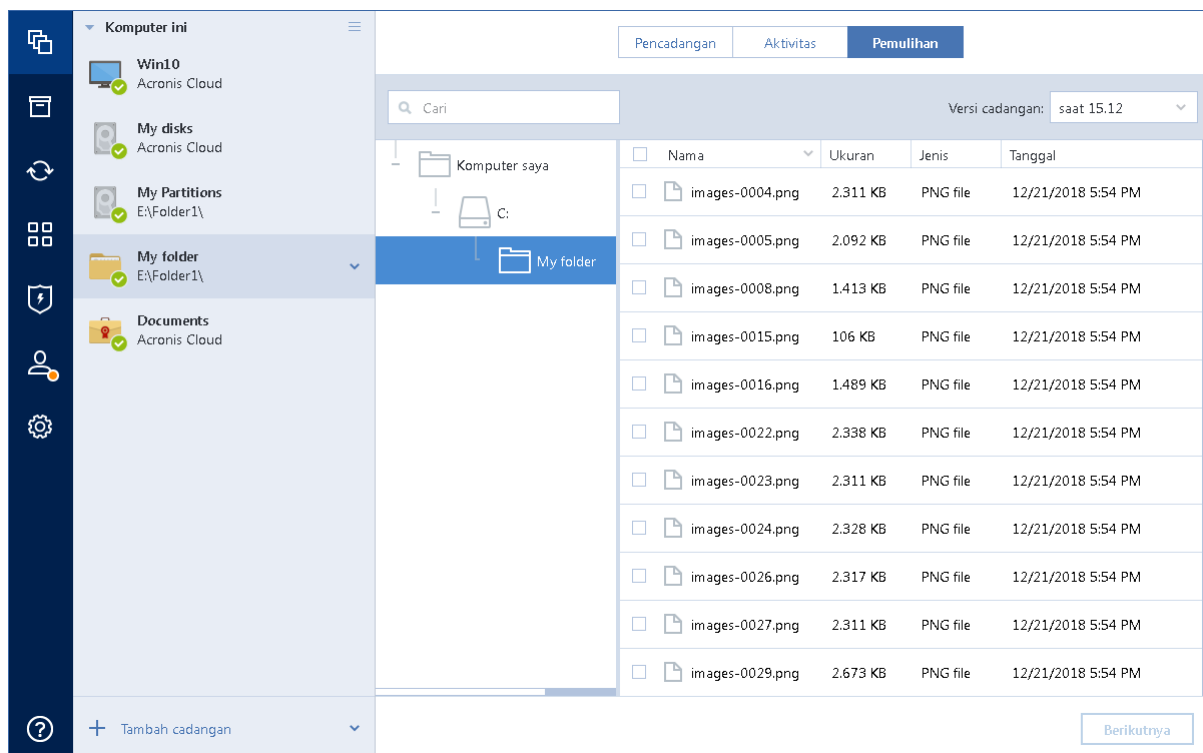 Komputer ini
Win10
Acronis Cloud
My disks
Acronis Cloud
My Partitions
E:\Folder1\
My folder
E:\Folder1\
Documents
Acronis Cloud
Tambah cadangan
Pencadangan Aktivitas Pemulihan
Cari
Versi cadangan: saat 15.12
Komputer saya
C:
My folder
Nama Ukuran Jenis Tanggal
images-0004.png 2.311 KB PNG file 12/21/2018 5:54 PM
images-0005.png 2.092 KB PNG file 12/21/2018 5:54 PM
images-0008.png 1.413 KB PNG file 12/21/2018 5:54 PM
images-0015.png 106 KB PNG file 12/21/2018 5:54 PM
images-0016.png 1.489 KB PNG file 12/21/2018 5:54 PM
images-0022.png 2.338 KB PNG file 12/21/2018 5:54 PM
images-0023.png 2.311 KB PNG file 12/21/2018 5:54 PM
images-0024.png 2.328 KB PNG file 12/21/2018 5:54 PM
images-0026.png 2.317 KB PNG file 12/21/2018 5:54 PM
images-0027.png 2.311 KB PNG file 12/21/2018 5:54 PM
images-0029.png 2.673 KB PNG file 12/21/2018 5:54 PM
Berikutnya